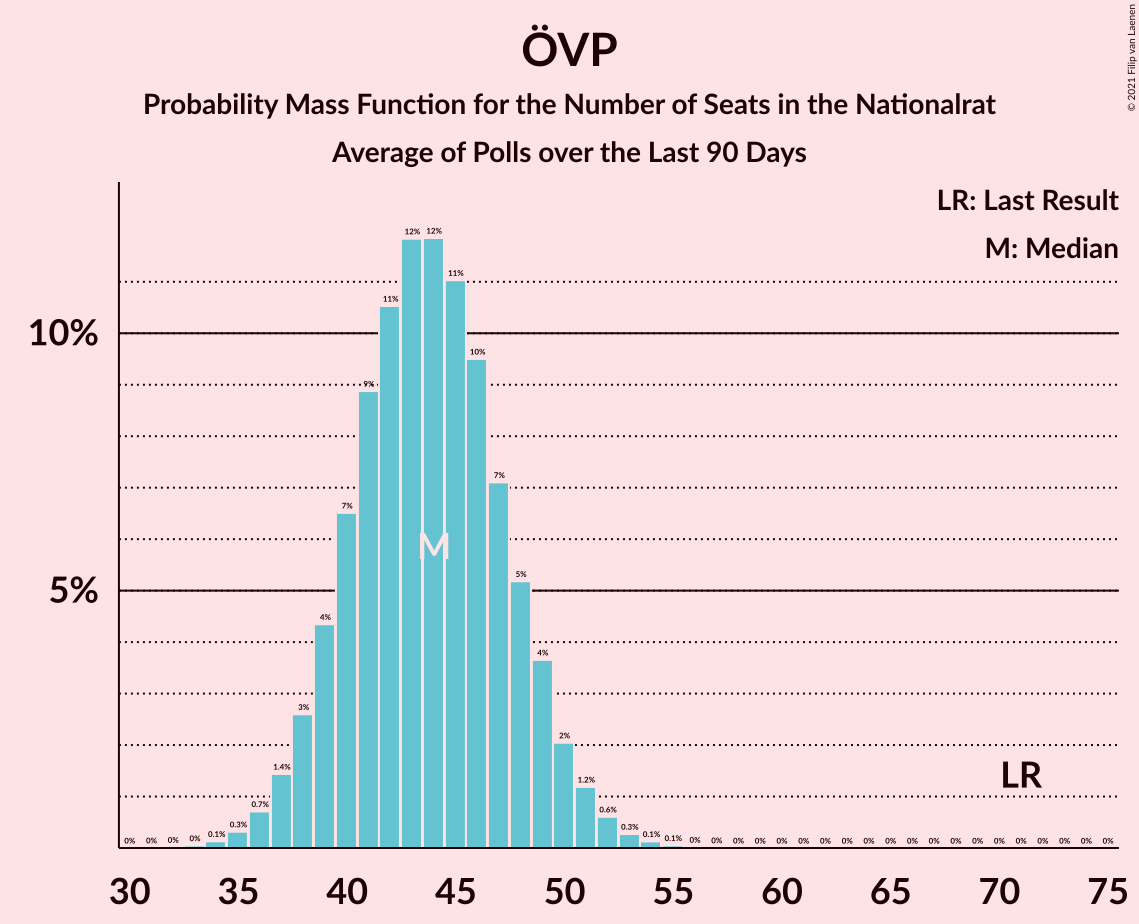 ÖVP
Probability Mass Function for the Number of Seats in the Nationalrat
Average of Polls over the Last 90 Days
© 2021 Filip van Laenen
LR: Last Result
M: Median
10%
5%
0% 0% 0% 0% 0.1% 0.3% 0.7% 1.4% 3% 4% 7% 9% 11% 12% 12% 11% 10% 7% 5% 4% 2% 1.2% 0.6% 0.3% 0.1% 0.1% 0% 0% 0% 0% 0% 0% 0% 0% 0% 0% 0% 0% 0% 0% 0% 0% 0% 0% 0% 0%
M
LR
30 35 40 45 50 55 60 65 70 75